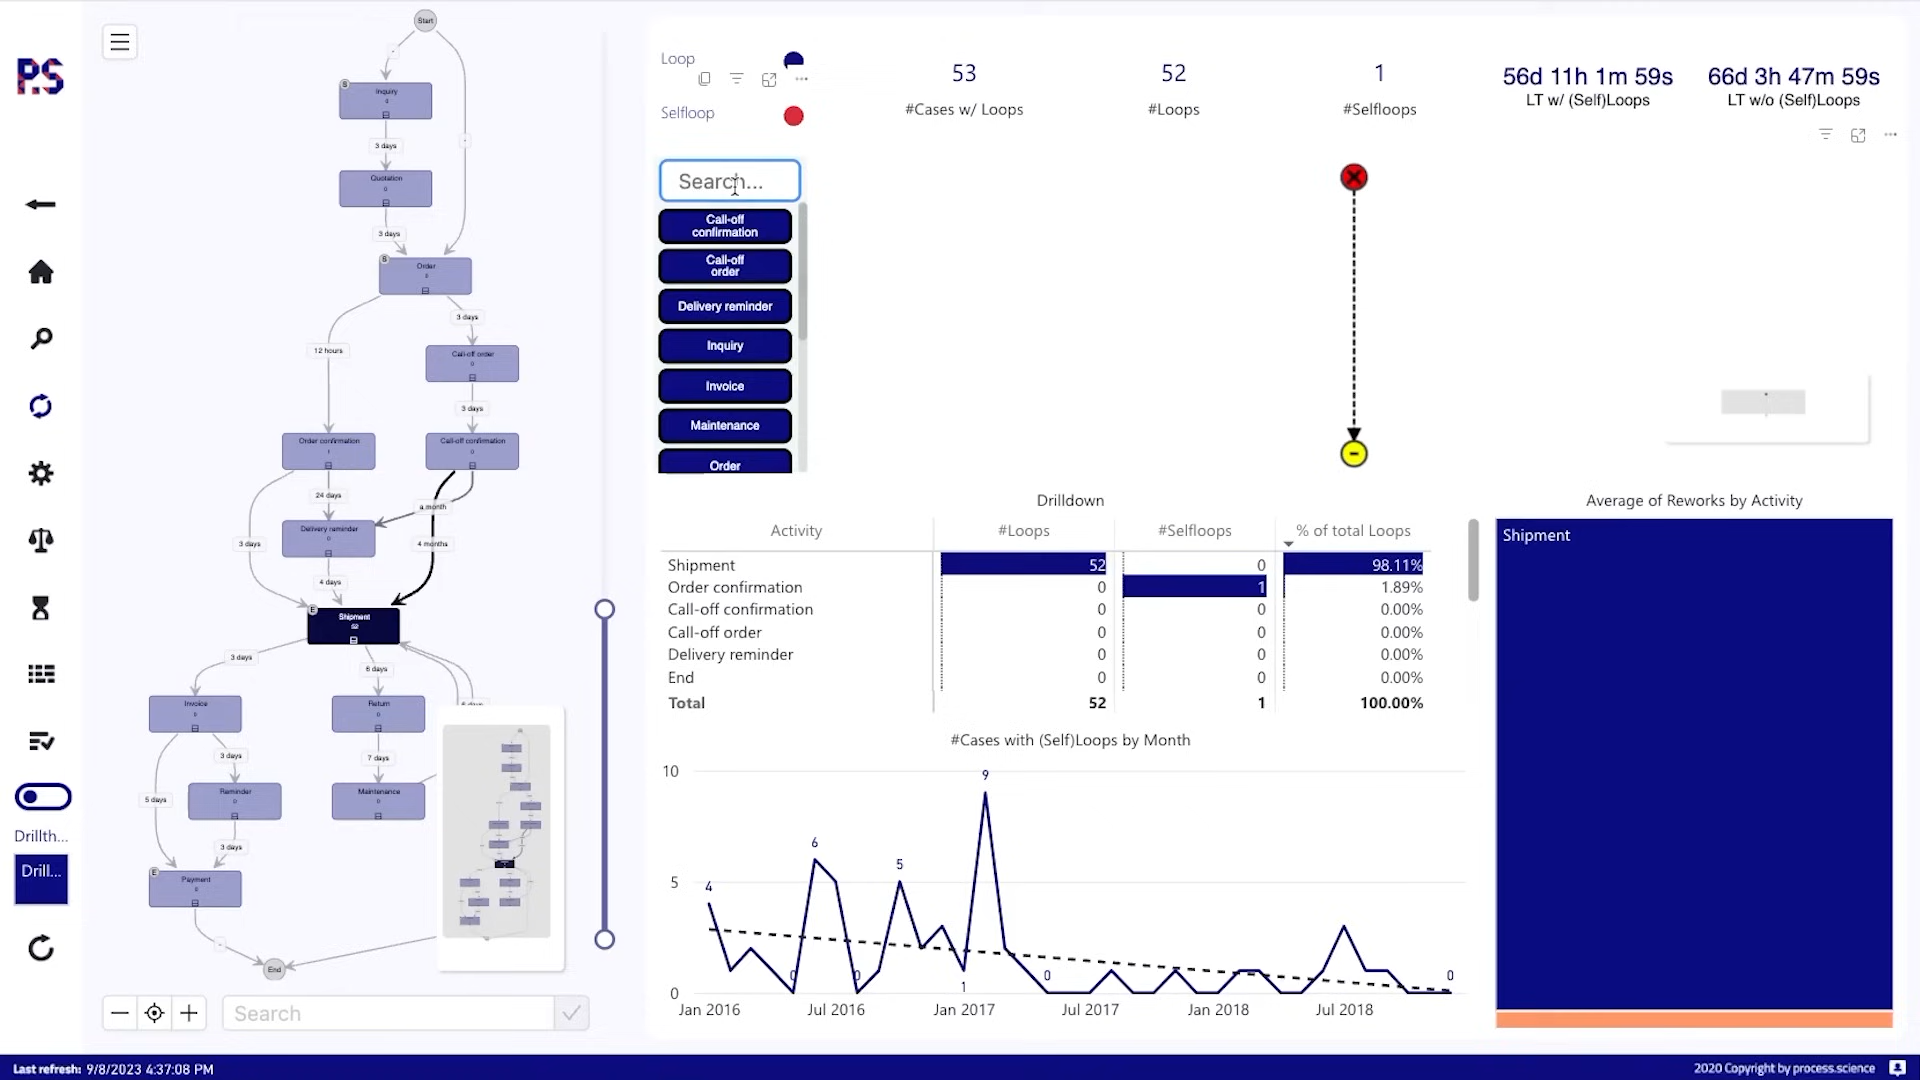 PS
Start
-
S
Inquiry
0
-
3 days
Quotation
0
3 days
S
Order
3 days
12 hours
Call-off order
0
3 days
Order confirmation
1
Call-off confirmation
0
24 days
a month
Delivery reminder
0
3 days
4 months
4 days
E
Shipment
52
3 days
6 days
Invoice
Return
3 days
7 days
5 days
Reminder
0
Maintenance
0
3 days
E
Payment
-
End
Search
Drillth...
Drill...
Loop
Selfloop
53
#Cases w/ Loops
52
#Loops
1
#Selfloops
56d 11h 1m 59s
LT w/ (Self)Loops
66d 3h 47m 59s
LT w/o (Self)Loops
Search...
Call-off
confirmation
Call-off
order
Delivery reminder
Inquiry
Invoice
Maintenance
Order
Drilldown
Activity #Loops #Selfloops % of total Loops
Shipment 52 0 98.11%
Order confirmation 0 1 1.89%
Call-off confirmation 0 0 0.00%
Call-off order 0 0 0.00%
Delivery reminder 0 0 0.00%
End 0 0 0.00%
Total 52 1 100.00%
Average of Reworks by Activity
Shipment
#Cases with (Self)Loops by Month
10
5
0
4
0
6
0
5
1
9
0
0
Jan 2016 Jul 2016 Jan 2017 Jul 2017 Jan 2018 Jul 2018
Last refresh: 9/8/2023 4:37:08 PM
2020 Copyright by process.science